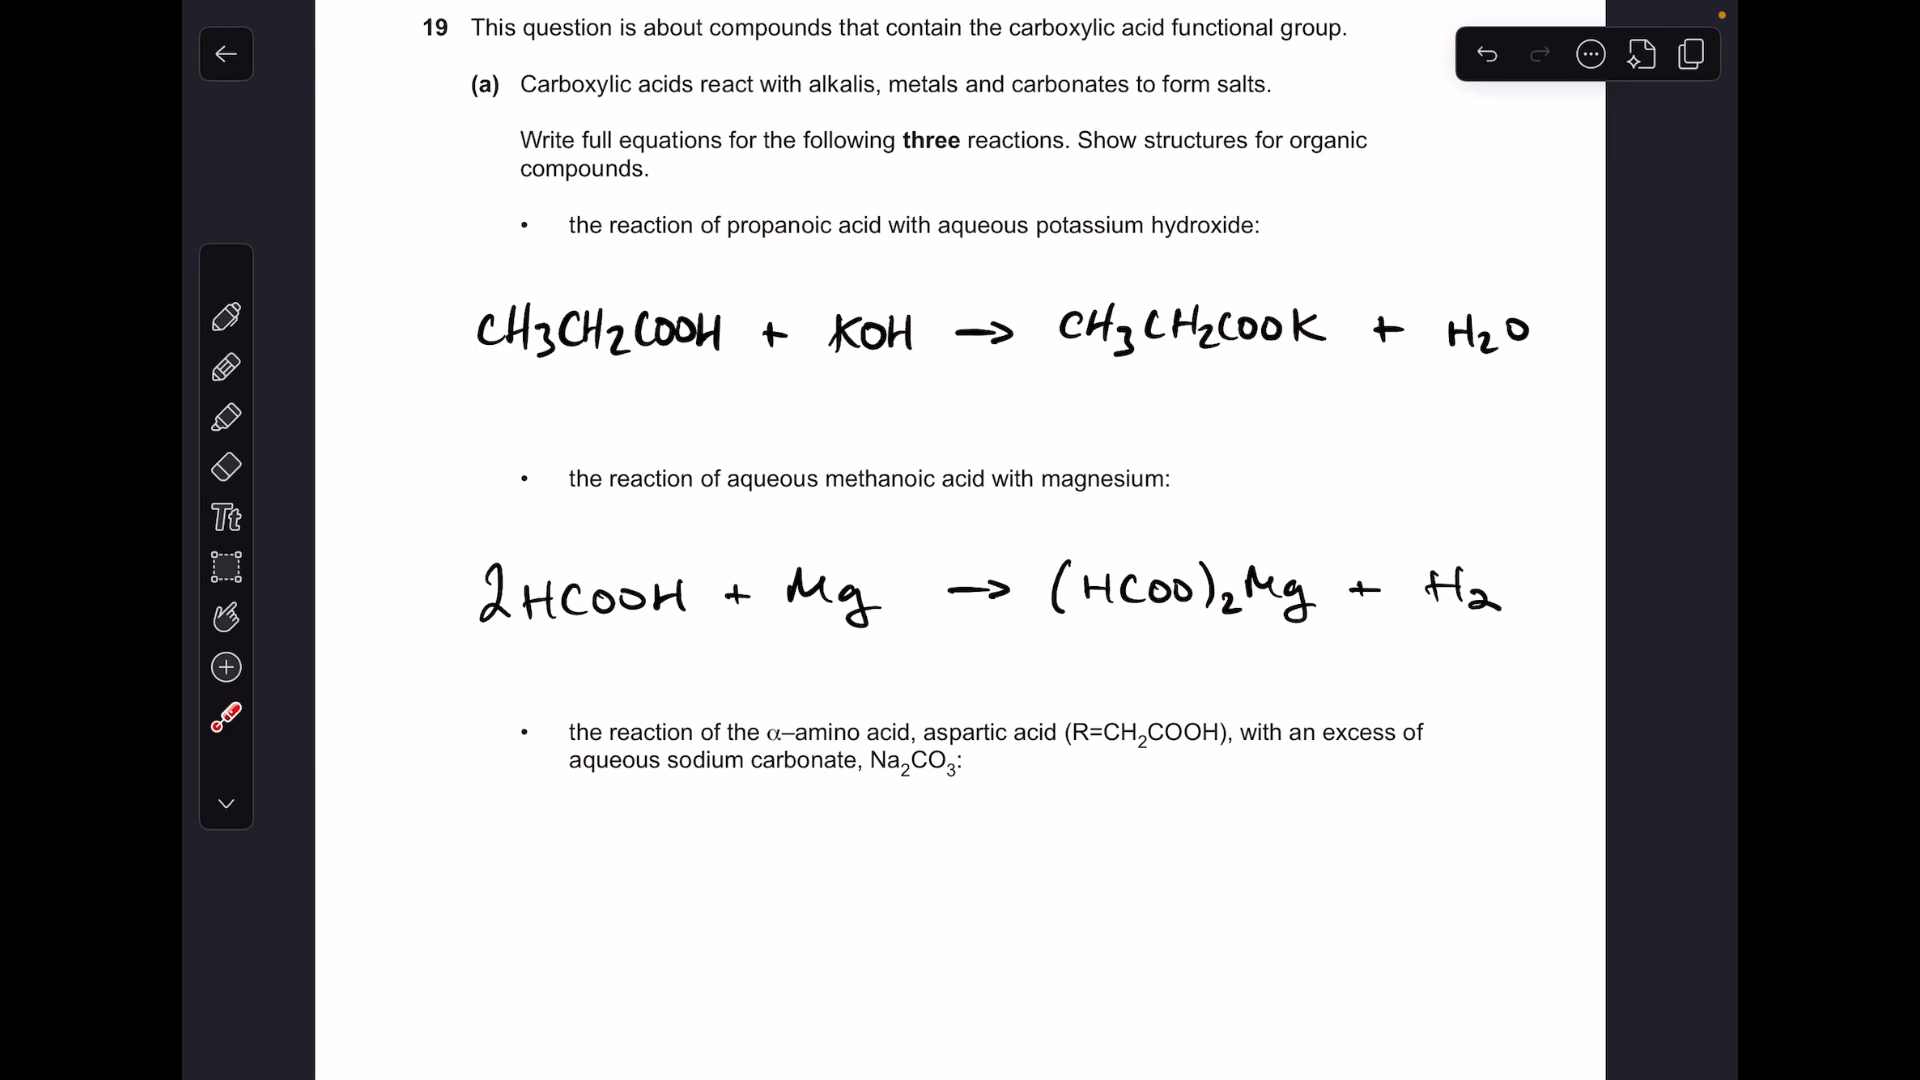 19 This question is about compounds that contain the carboxylic acid functional group.
(a) Carboxylic acids react with alkalis, metals and carbonates to form salts.
Write full equations for the following three reactions. Show structures for organic
compounds.
• the reaction of propanoic acid with aqueous potassium hydroxide:
CH3CH2COOH + KOH → CH3CH2COOK + H2O
• the reaction of aqueous methanoic acid with magnesium:
2HCOOH + Mg → (HCOO)2Mg + H2
• the reaction of the α–amino acid, aspartic acid (R=CH2COOH), with an excess of
aqueous sodium carbonate, Na2CO3:
Tt